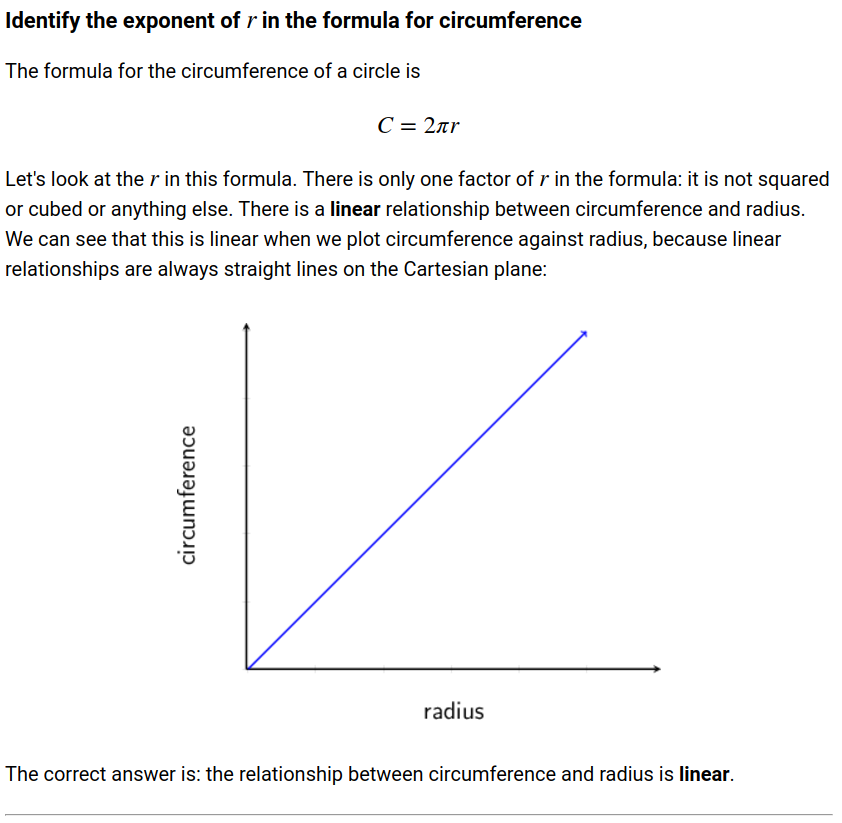 Identify the exponent of r in the formula for circumference
The formula for the circumference of a circle is
C = 2πr
Let's look at the r in this formula. There is only one factor of r in the formula: it is not squared
or cubed or anything else. There is a linear relationship between circumference and radius.
We can see that this is linear when we plot circumference against radius, because linear
relationships are always straight lines on the Cartesian plane:
circumference
radius
The correct answer is: the relationship between circumference and radius is linear.